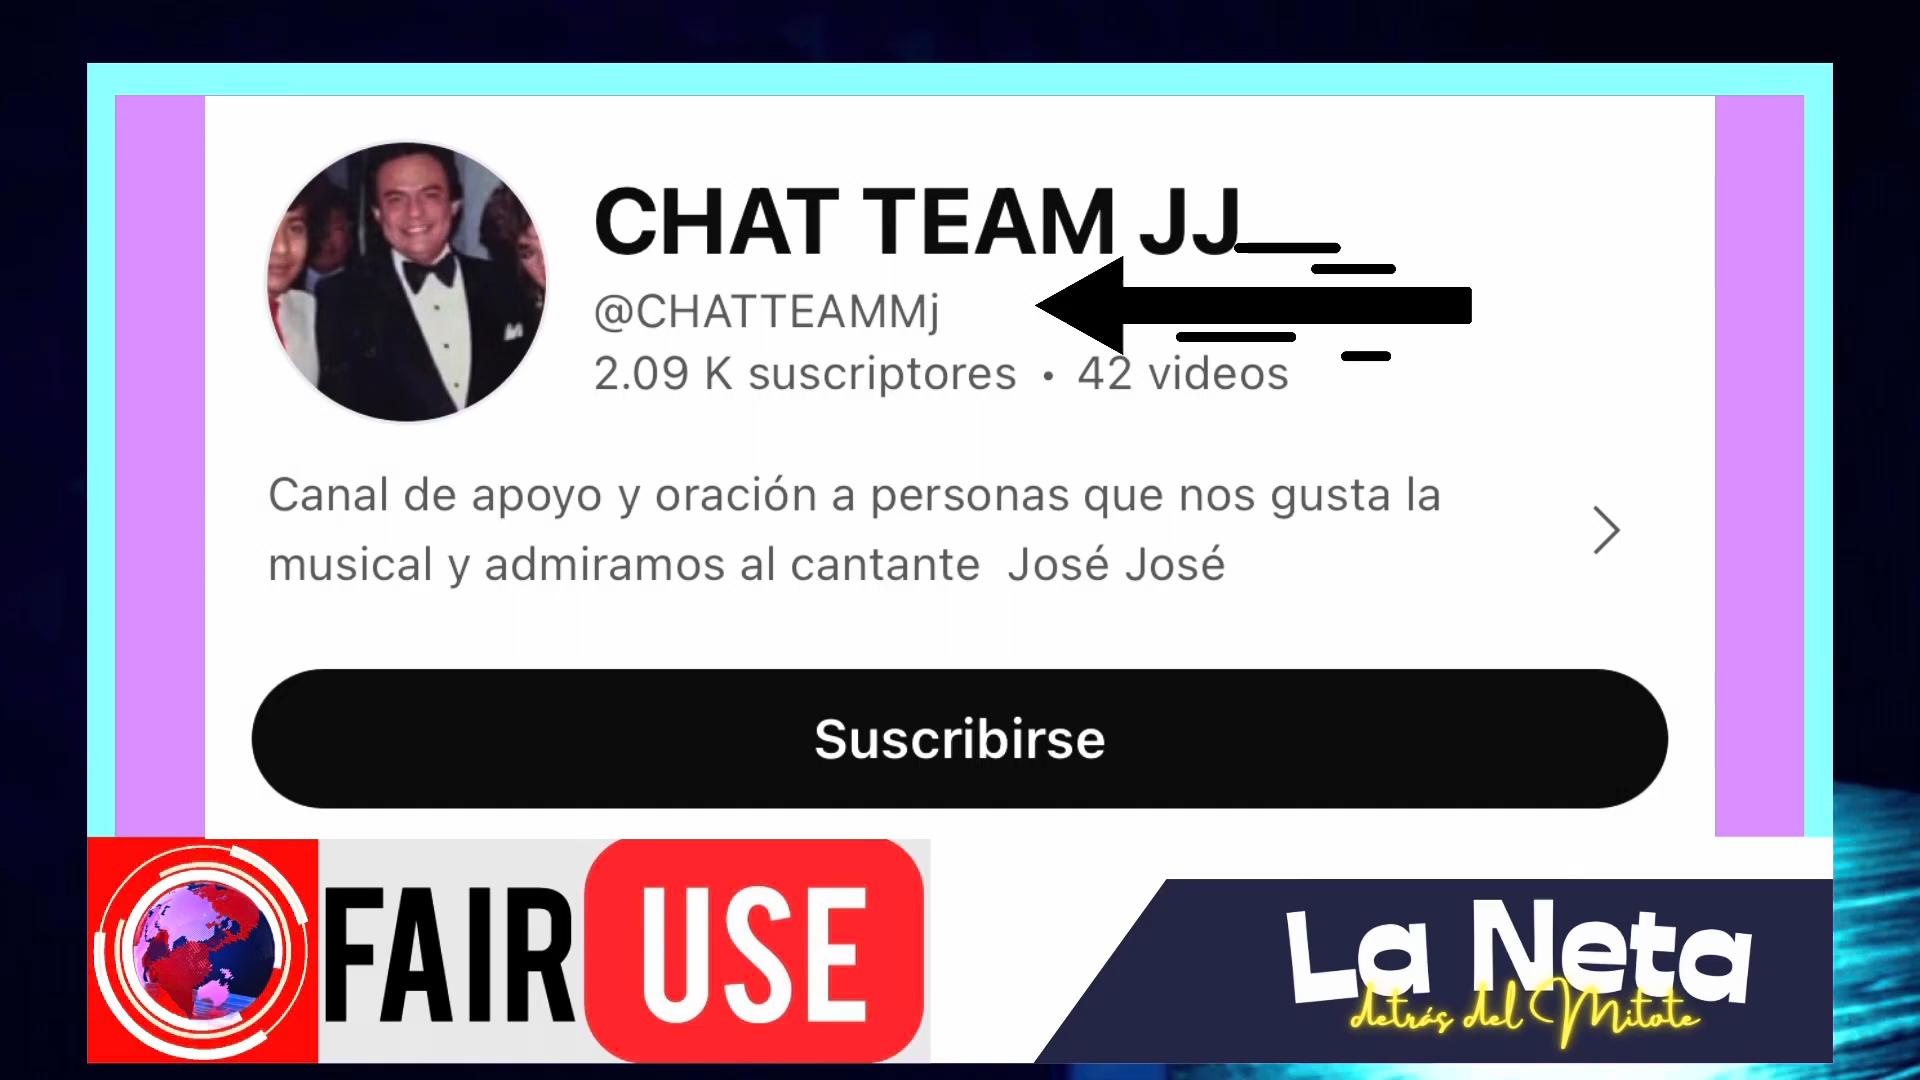 CHAT TEAM JJ
@CHATTEAMMj
2.09 K suscriptores • 42 videos
Canal de apoyo y oración a personas que nos gusta la
musical y admiramos al cantante José José
Suscribirse
FAIR USE
La Neta
detrás del Mitote